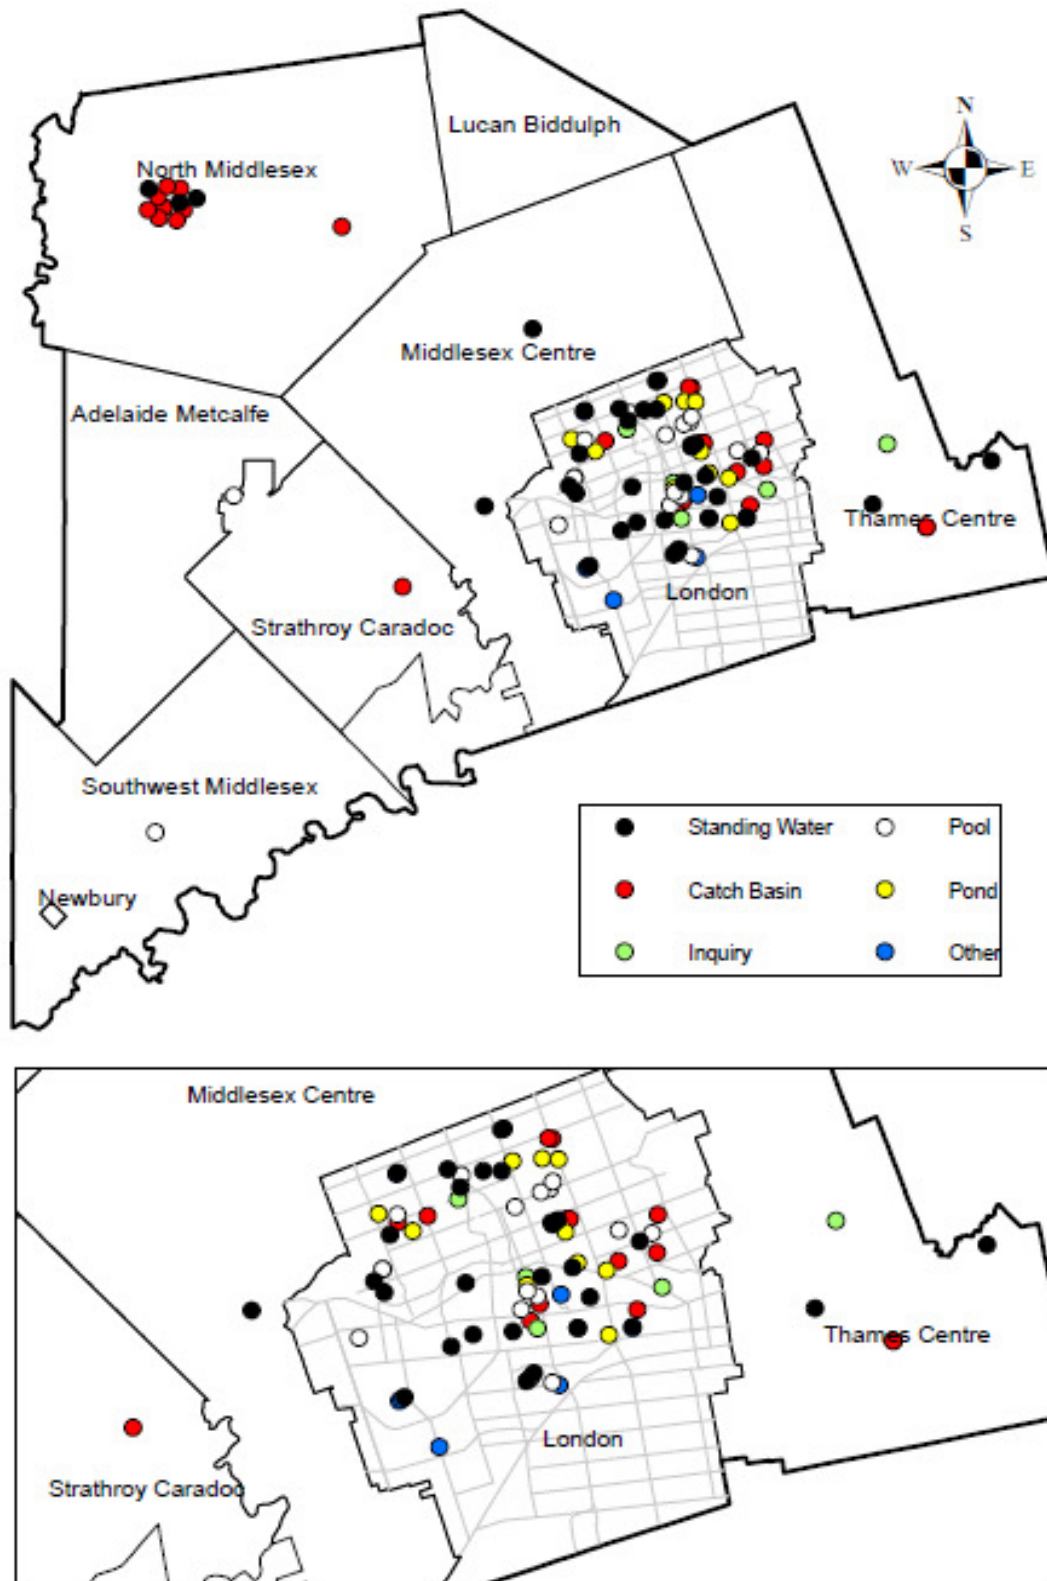 Lucan Biddulph
North Middlesex
N
W
E
S
Middlesex Centre
Adelaide Metcalfe
Thames Centre
London
Strathroy Caradoc
Southwest Middlesex
Newbury
Standing Water
Pool
Catch Basin
Pond
Inquiry
Other
Middlesex Centre
Thames Centre
London
Strathroy Caradoc